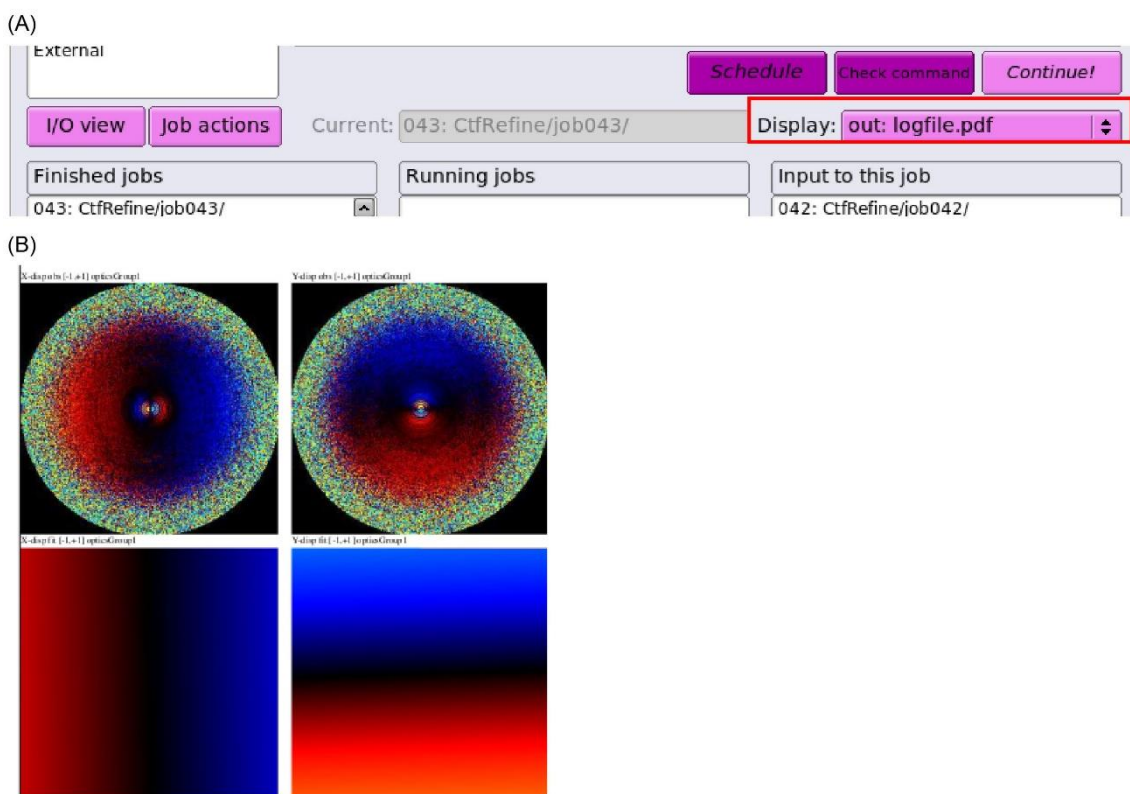 (A)
External
Schedule Check command Continue!
I/O view Job actions Current: 043: CtfRefine/job043/ Display: out: logfile.pdf
Finished jobs Running jobs Input to this job
043: CtfRefine/job043/ 042: CtfRefine/job042/
(B)
X-disp obs [-1,+1] opticsGroup1 Y-disp obs [-1,+1] opticsGroup1
X-disp fit [-1,+1] opticsGroup1 Y-disp fit [-1,+1] opticsGroup1